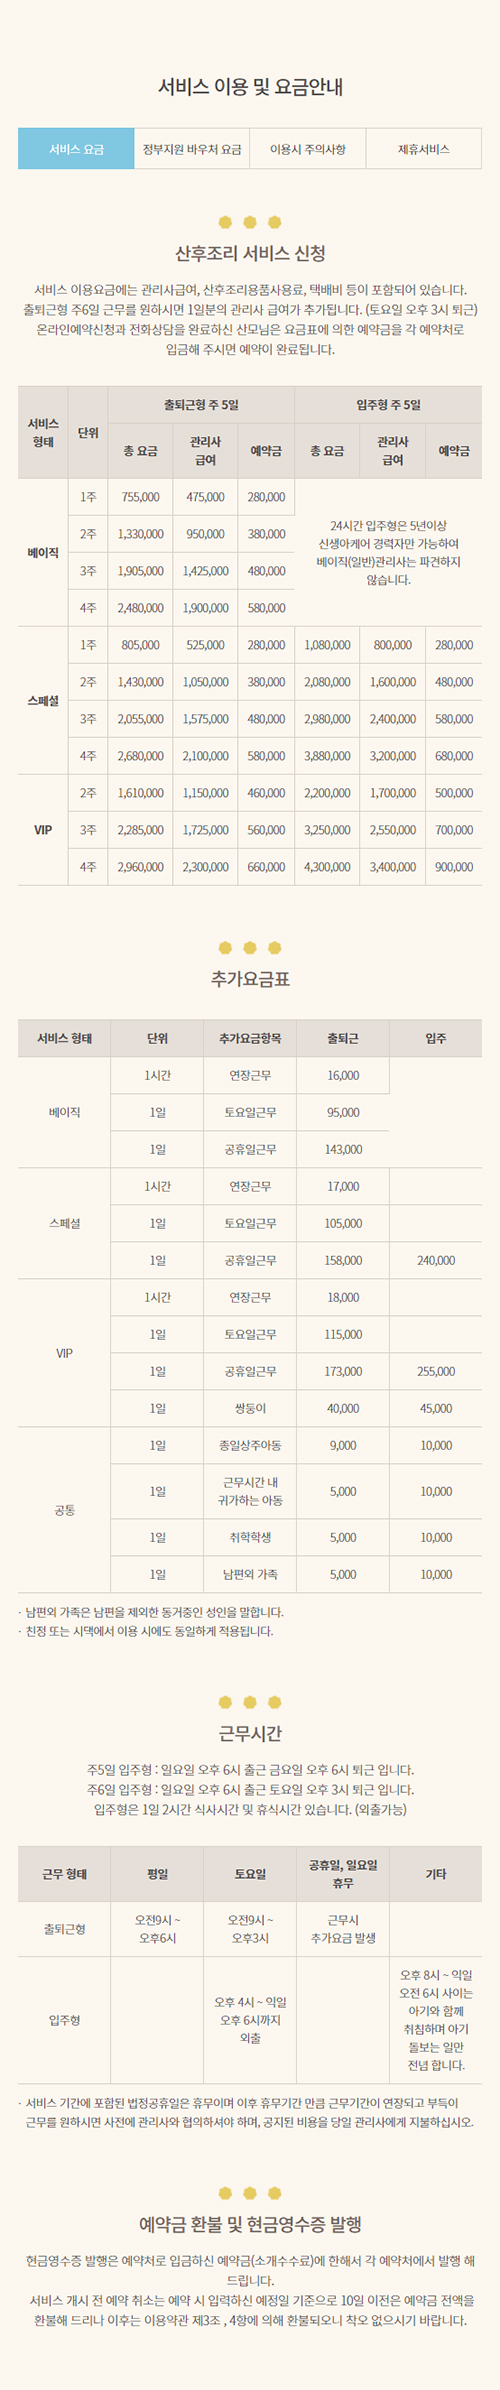 서비스 이용 및 요금안내
서비스 요금 정부지원 바우처 요금 이용시 주의사항 제휴서비스
산후조리 서비스 신청
서비스 이용요금에는 관리사급여, 산후조리용품사용료, 택배비 등이 포함되어 있습니다.
출퇴근형 주6일 근무를 원하시면 1일분의 관리사 급여가 추가됩니다. (토요일 오후 3시 퇴근)
온라인예약신청과 전화상담을 완료하신 산모님은 요금표에 의한 예약금을 각 예약처로
입금해 주시면 예약이 완료됩니다.
서비스 형태 단위 출퇴근형 주 5일 입주형 주 5일
총 요금 관리사 급여 예약금 총 요금 관리사 급여 예약금
베이직 1주 755,000 475,000 280,000
2주 1,330,000 950,000 380,000
3주 1,905,000 1,425,000 480,000
4주 2,480,000 1,900,000 580,000
24시간 입주형은 5년이상
신생아케어 경력자만 가능하여
베이직(일반)관리사는 파견하지
않습니다.
스페셜 1주 805,000 525,000 280,000 1,080,000 800,000 280,000
2주 1,430,000 1,050,000 380,000 2,080,000 1,600,000 480,000
3주 2,055,000 1,575,000 480,000 2,980,000 2,400,000 580,000
4주 2,680,000 2,100,000 580,000 3,880,000 3,200,000 680,000
VIP 2주 1,610,000 1,150,000 460,000 2,200,000 1,700,000 500,000
3주 2,285,000 1,725,000 560,000 3,250,000 2,550,000 700,000
4주 2,960,000 2,300,000 660,000 4,300,000 3,400,000 900,000
추가요금표
서비스 형태 단위 추가요금항목 출퇴근 입주
베이직 1시간 연장근무 16,000
1일 토요일근무 95,000
1일 공휴일근무 143,000
스페셜 1시간 연장근무 17,000
1일 토요일근무 105,000
1일 공휴일근무 158,000 240,000
VIP 1시간 연장근무 18,000
1일 토요일근무 115,000
1일 공휴일근무 173,000 255,000
1일 쌍둥이 40,000 45,000
공통 1일 종일상주아동 9,000 10,000
1일 근무시간 내 귀가하는 아동 5,000 10,000
1일 취학학생 5,000 10,000
1일 남편외 가족 5,000 10,000
· 남편외 가족은 남편을 제외한 동거중인 성인을 말합니다.
· 친정 또는 시댁에서 이용 시에도 동일하게 적용됩니다.
근무시간
주5일 입주형 : 일요일 오후 6시 출근 금요일 오후 6시 퇴근 입니다.
주6일 입주형 : 일요일 오후 6시 출근 토요일 오후 3시 퇴근 입니다.
입주형은 1일 2시간 식사시간 및 휴식시간 있습니다. (외출가능)
근무 형태 평일 토요일 공휴일, 일요일 휴무 기타
출퇴근형 오전9시 ~ 오후6시 오전9시 ~ 오후3시 근무시 추가요금 발생
입주형 오후 4시 ~ 익일 오후 6시까지 외출
오후 8시 ~ 익일
오전 6시 사이는
아기와 함께
취침하며 아기
돌보는 일만
전념 합니다.
· 서비스 기간에 포함된 법정공휴일은 휴무이며 이후 휴무기간 만큼 근무기간이 연장되고 부득이
근무를 원하시면 사전에 관리사와 협의하셔야 하며, 공지된 비용을 당일 관리사에게 지불하십시오.
예약금 환불 및 현금영수증 발행
현금영수증 발행은 예약처로 입금하신 예약금(소개수수료)에 한해서 각 예약처에서 발행 해
드립니다.
서비스 개시 전 예약 취소는 예약 시 입력하신 예정일 기준으로 10일 이전은 예약금 전액을
환불해 드리나 이후는 이용약관 제3조 , 4항에 의해 환불되오니 착오 없으시기 바랍니다.